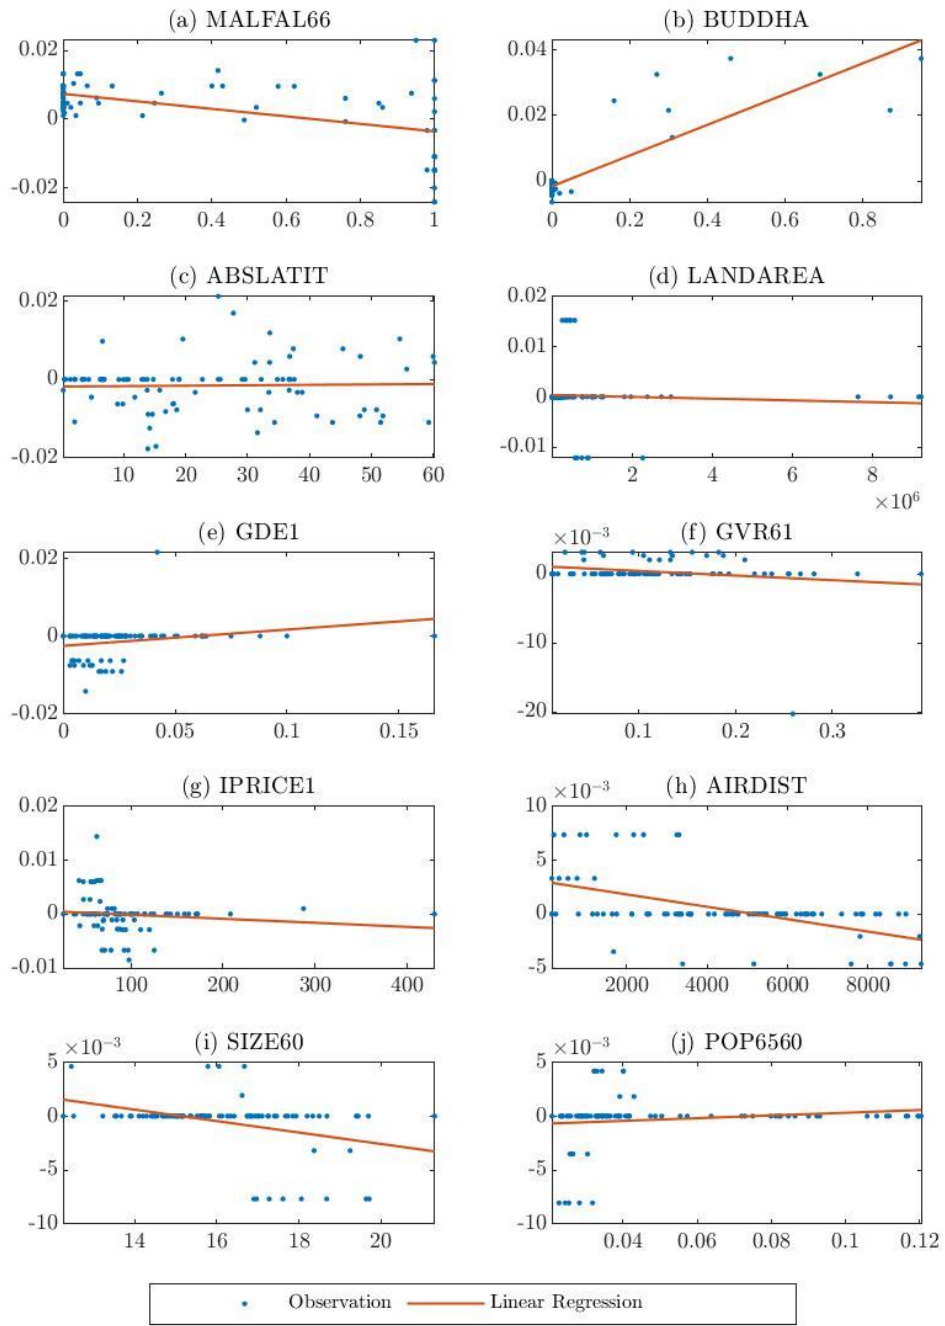 (a) MALFAL66
(b) BUDDHA
0.02
0
-0.02
0 0.2 0.4 0.6 0.8 1
0.04
0.02
0
0.2 0.4 0.6 0.8
(c) ABSLATIT
(d) LANDAREA
0.02
0
-0.02
10 20 30 40 50 60
0.02
0.01
0
-0.01
2 4 6 8
×10⁶
(e) GDE1
(f) GVR61
0.02
0
-0.02
0 0.05 0.1 0.15
×10⁻³
0
-10
-20
0.1 0.2 0.3
(g) IPRICE1
(h) AIRDIST
0.02
0.01
0
-0.01
100 200 300 400
10 ×10⁻³
5
0
-5
2000 4000 6000 8000
(i) SIZE60
(j) POP6560
5 ×10⁻³
0
-5
-10
14 16 18 20
5 ×10⁻³
0
-5
-10
0.04 0.06 0.08 0.1 0.12
Observation Linear Regression